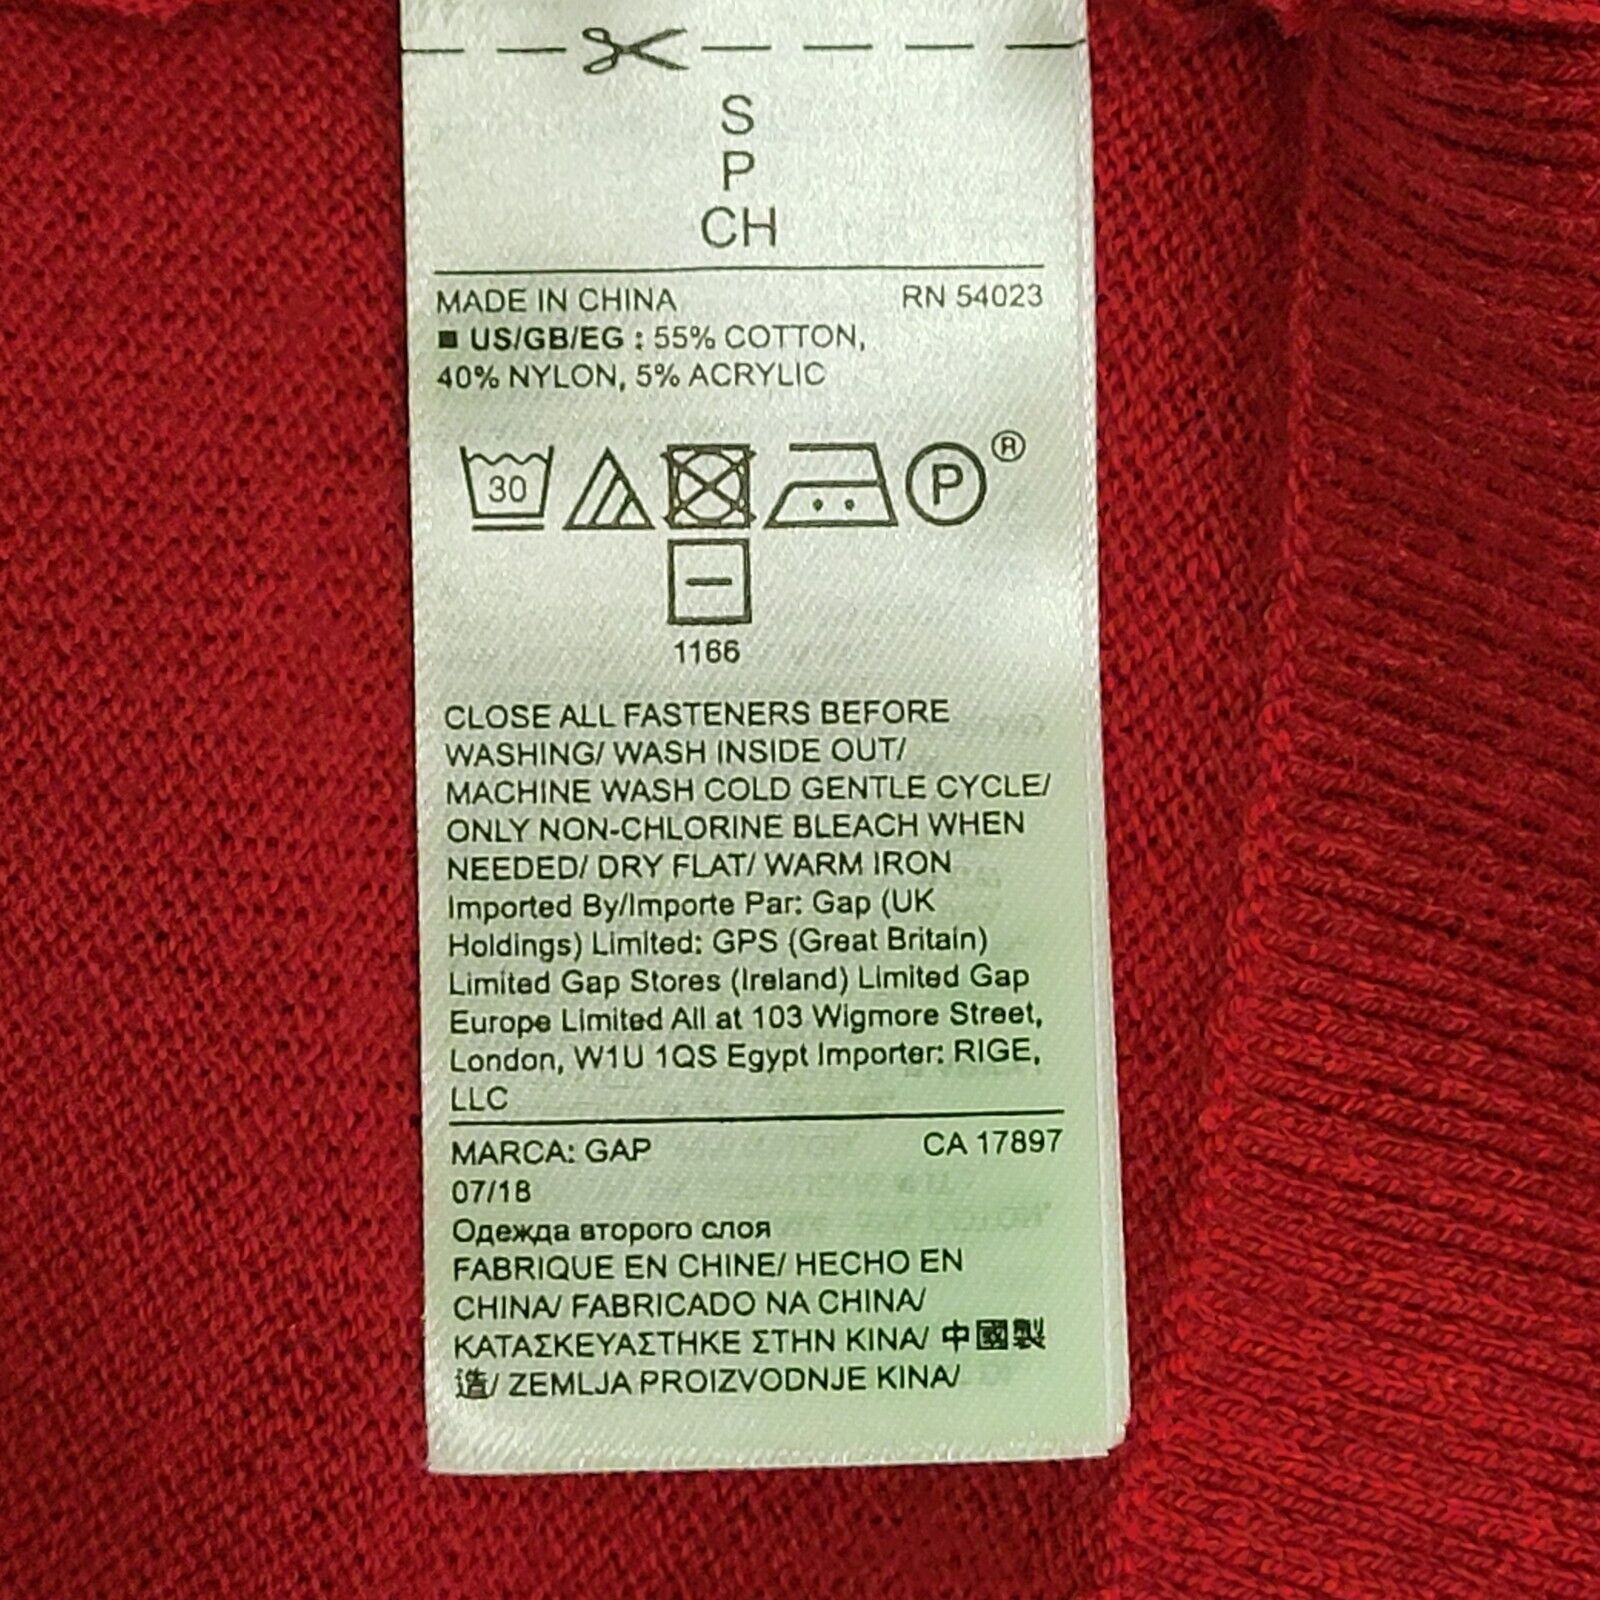 S
P
CH
MADE IN CHINA RN 54023
■ US/GB/EG : 55% COTTON,
40% NYLON, 5% ACRYLIC
30 P ®
1166
CLOSE ALL FASTENERS BEFORE
WASHING/ WASH INSIDE OUT/
MACHINE WASH COLD GENTLE CYCLE/
ONLY NON-CHLORINE BLEACH WHEN
NEEDED/ DRY FLAT/ WARM IRON
Imported By/Importe Par: Gap (UK
Holdings) Limited: GPS (Great Britain)
Limited Gap Stores (Ireland) Limited Gap
Europe Limited All at 103 Wigmore Street,
London, W1U 1QS Egypt Importer: RIGE,
LLC
MARCA: GAP CA 17897
07/18
Одежда второго слоя
FABRIQUE EN CHINE/ HECHO EN
CHINA/ FABRICADO NA CHINA/
ΚΑΤΑΣΚΕΥΑΣΤΗΚΕ ΣΤΗΝ ΚΙΝΑ/ 中國製
造/ ZEMLJA PROIZVODNJE KINA/